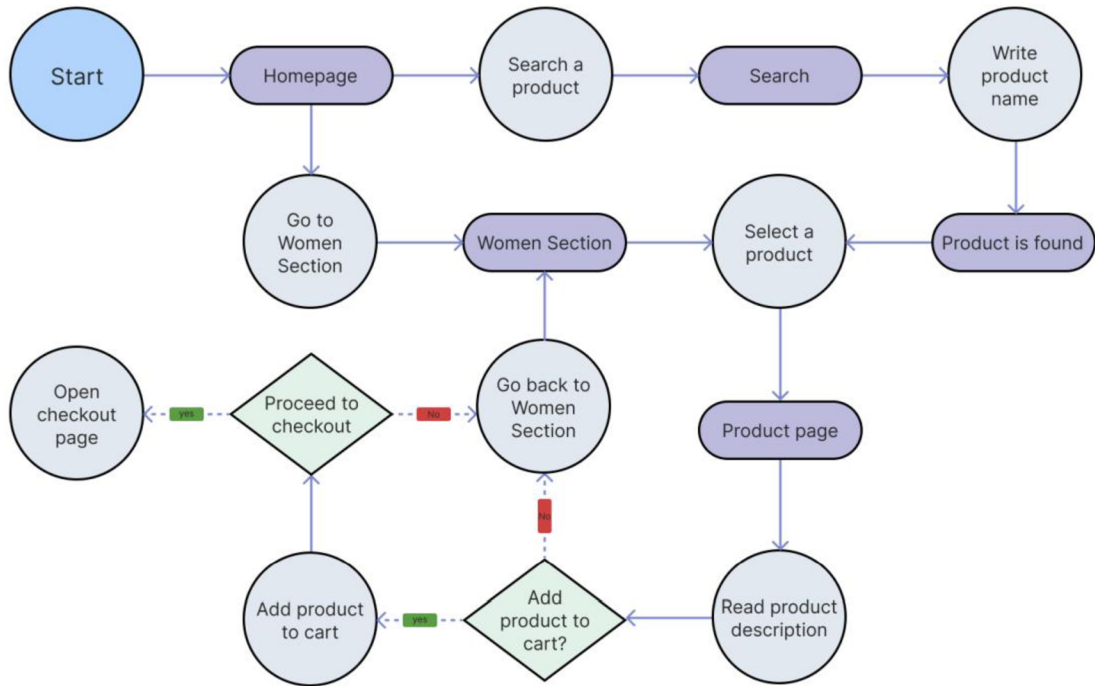 Start
Homepage
Search a
product
Search
Write
product
name
Go to
Women
Section
Women Section
Select a
product
Product is found
Open
checkout
page
yes
Proceed to
checkout
No
Go back to
Women
Section
Product page
No
Add product
to cart
yes
Add
product to
cart?
Read product
description